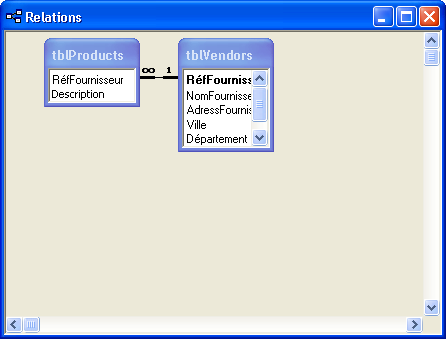 Relations
tblProducts
RéfFournisseur
Description
∞ 1
tblVendors
RéfFourniss
NomFournisse
AdressFournis
Ville
Département